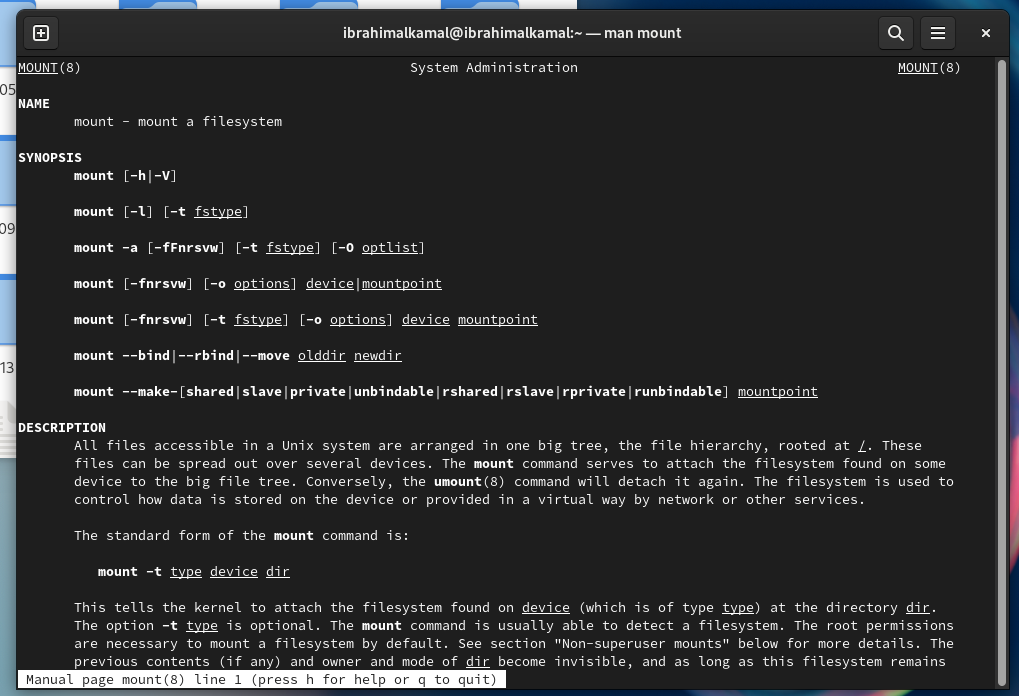 ibrahimalkamal@ibrahimalkamal:~ — man mount
05
09
13
MOUNT(8) System Administration MOUNT(8)
NAME
mount - mount a filesystem
SYNOPSIS
mount [-h|-V]
mount [-l] [-t fstype]
mount -a [-fFnrsvw] [-t fstype] [-O optlist]
mount [-fnrsvw] [-o options] device|mountpoint
mount [-fnrsvw] [-t fstype] [-o options] device mountpoint
mount --bind|--rbind|--move olddir newdir
mount --make-[shared|slave|private|unbindable|rshared|rslave|rprivate|runbindable] mountpoint
DESCRIPTION
All files accessible in a Unix system are arranged in one big tree, the file hierarchy, rooted at /. These
files can be spread out over several devices. The mount command serves to attach the filesystem found on some
device to the big file tree. Conversely, the umount(8) command will detach it again. The filesystem is used to
control how data is stored on the device or provided in a virtual way by network or other services.
The standard form of the mount command is:
mount -t type device dir
This tells the kernel to attach the filesystem found on device (which is of type type) at the directory dir.
The option -t type is optional. The mount command is usually able to detect a filesystem. The root permissions
are necessary to mount a filesystem by default. See section "Non-superuser mounts" below for more details. The
previous contents (if any) and owner and mode of dir become invisible, and as long as this filesystem remains
Manual page mount(8) line 1 (press h for help or q to quit)